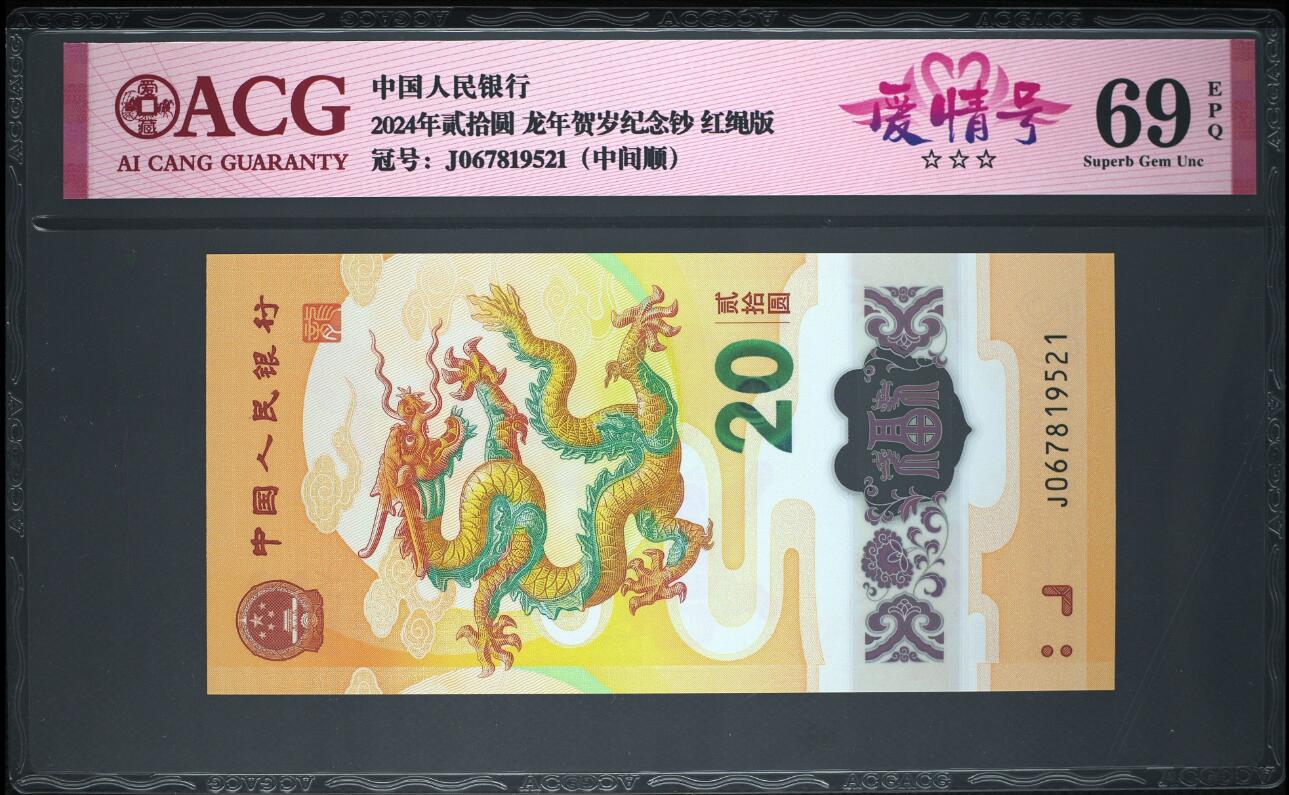 ACG
AI CANG GUARANTY
中国人民银行
2024年贰拾圆 龙年贺岁纪念钞 红绳版
冠号：J067819521（中间顺）
爱情号
☆☆☆
69
EPQ
Superb Gem Unc
中国人民银行
贰拾圆
20
J067819521